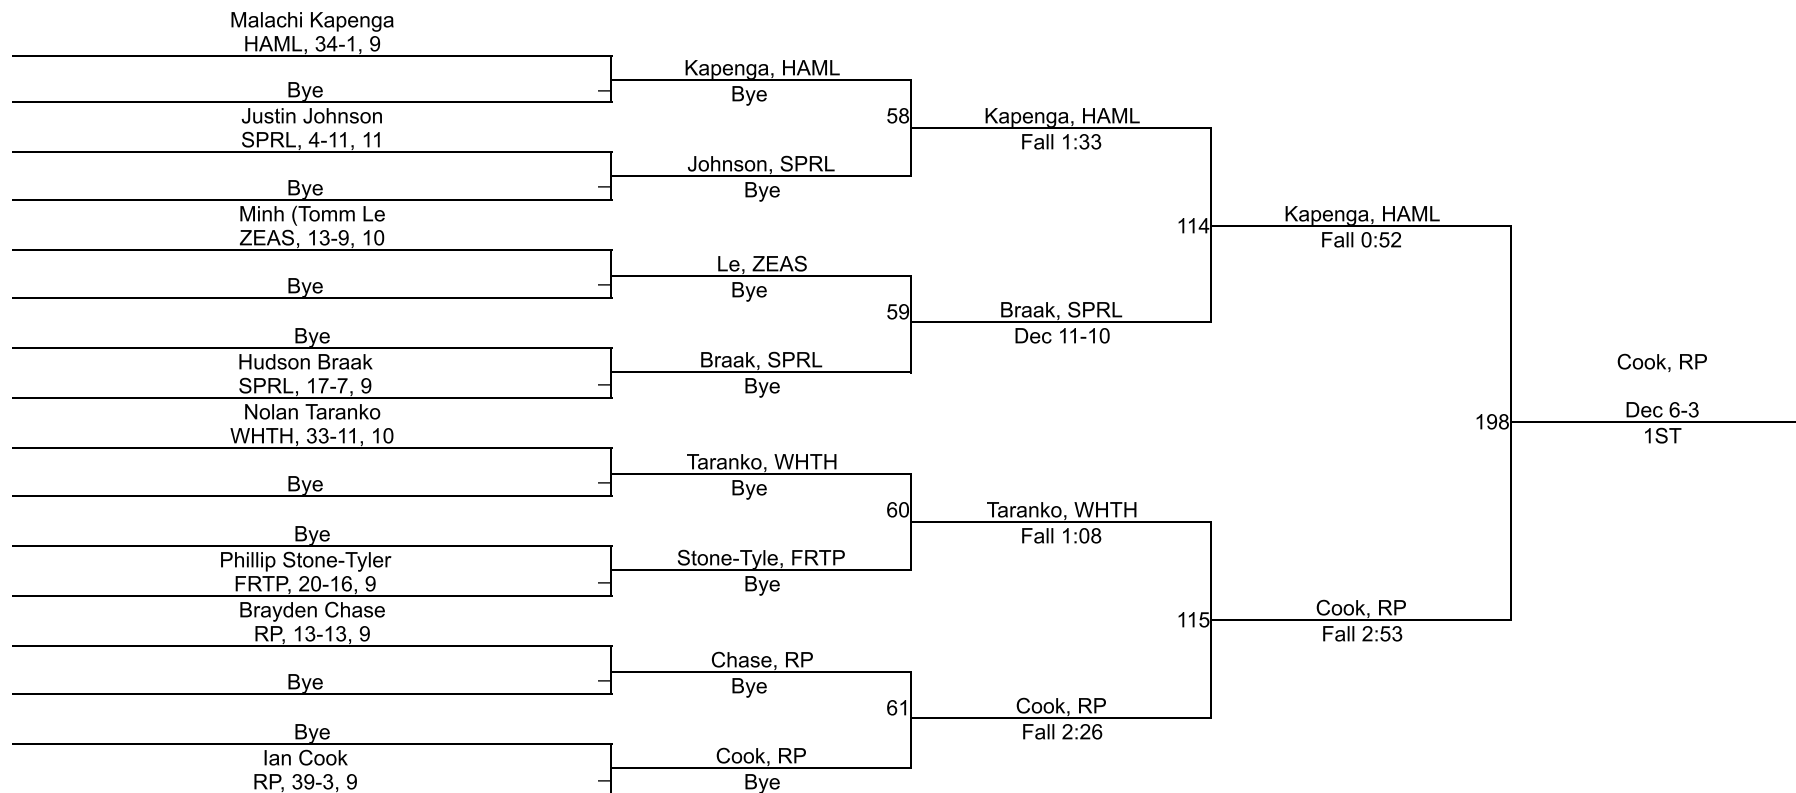 Malachi Kapenga
HAML, 34-1, 9
Bye
Justin Johnson
SPRL, 4-11, 11
Bye
Minh (Tomm Le
ZEAS, 13-9, 10
Bye
Bye
Hudson Braak
SPRL, 17-7, 9
Nolan Taranko
WHTH, 33-11, 10
Bye
Bye
Phillip Stone-Tyler
FRTP, 20-16, 9
Brayden Chase
RP, 13-13, 9
Bye
Bye
Ian Cook
RP, 39-3, 9
Kapenga, HAML
Bye
58
Johnson, SPRL
Bye
Le, ZEAS
Bye
59
Braak, SPRL
Bye
Taranko, WHTH
Bye
60
Stone-Tyle, FRTP
Bye
Chase, RP
Bye
61
Cook, RP
Bye
Kapenga, HAML
Fall 1:33
114
Braak, SPRL
Dec 11-10
Taranko, WHTH
Fall 1:08
115
Cook, RP
Fall 2:26
Kapenga, HAML
Fall 0:52
198
Cook, RP
Fall 2:53
Cook, RP
Dec 6-3
1ST